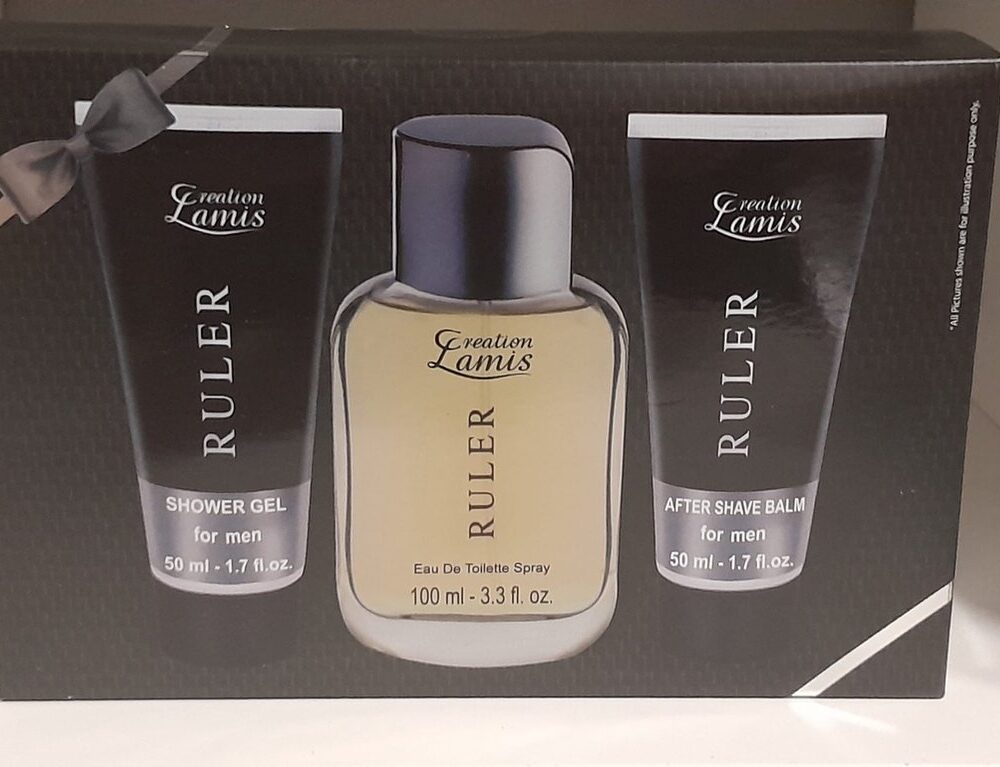 Creation
Lamis
RULER
SHOWER GEL
for men
50 ml - 1.7 fl.oz.
Creation
Lamis
RULER
Eau De Toilette Spray
100 ml - 3.3 fl. oz.
Creation
Lamis
RULER
AFTER SHAVE BALM
for men
50 ml - 1.7 fl.oz.
*All Pictures shown are for illustration purpose only.